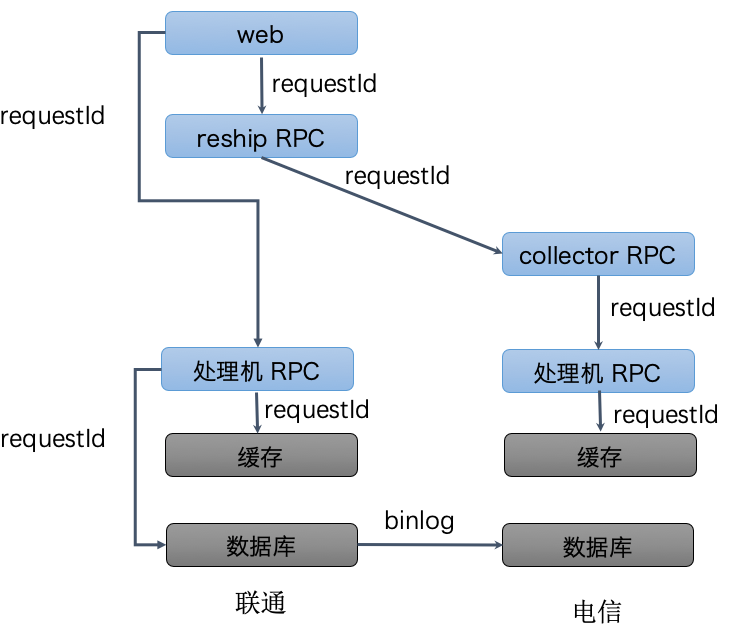 web
requestId
requestId
reship RPC
requestId
collector RPC
requestId
处理机 RPC
处理机 RPC
requestId
requestId
requestId
缓存
缓存
binlog
数据库
数据库
联通
电信